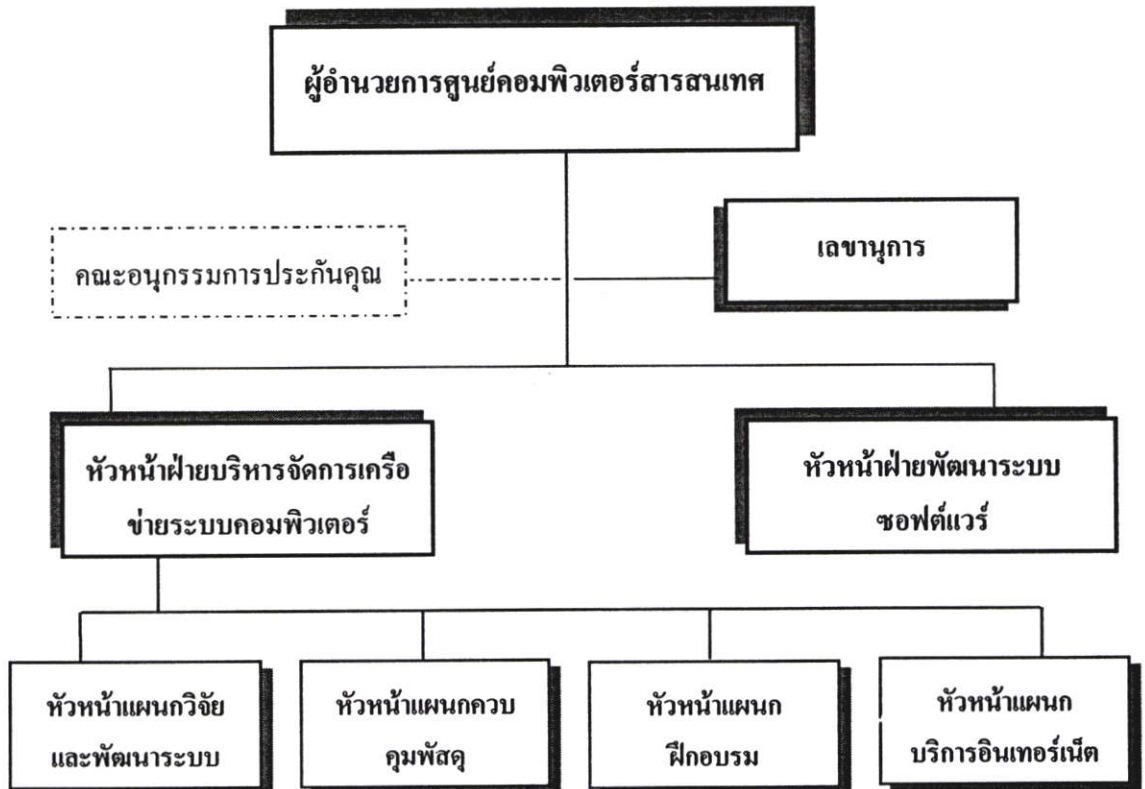 ผู้อำนวยการศูนย์คอมพิวเตอร์สารสนเทศ
เลขานุการ
คณะอนุกรรมการประกันคุณ
หัวหน้าฝ่ายบริหารจัดการเครือ
ข่ายระบบคอมพิวเตอร์
หัวหน้าฝ่ายพัฒนาระบบ
ซอฟต์แวร์
หัวหน้าแผนกวิจัย
และพัฒนาระบบ
หัวหน้าแผนกควบ
คุมพัสดุ
หัวหน้าแผนก
ฝึกอบรม
หัวหน้าแผนก
บริการอินเทอร์เน็ต